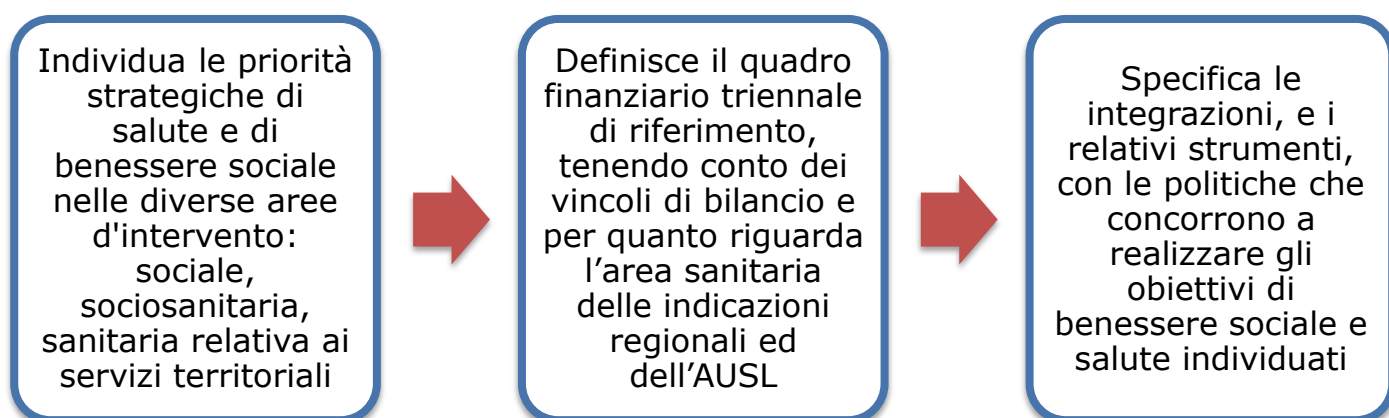 Individua le priorità
strategiche di
salute e di
benessere sociale
nelle diverse aree
d'intervento:
sociale,
sociosanitaria,
sanitaria relativa ai
servizi territoriali
Definisce il quadro
finanziario triennale
di riferimento,
tenendo conto dei
vincoli di bilancio e
per quanto riguarda
l’area sanitaria
delle indicazioni
regionali ed
dell’AUSL
Specifica le
integrazioni, e i
relativi strumenti,
con le politiche che
concorrono a
realizzare gli
obiettivi di
benessere sociale e
salute individuati